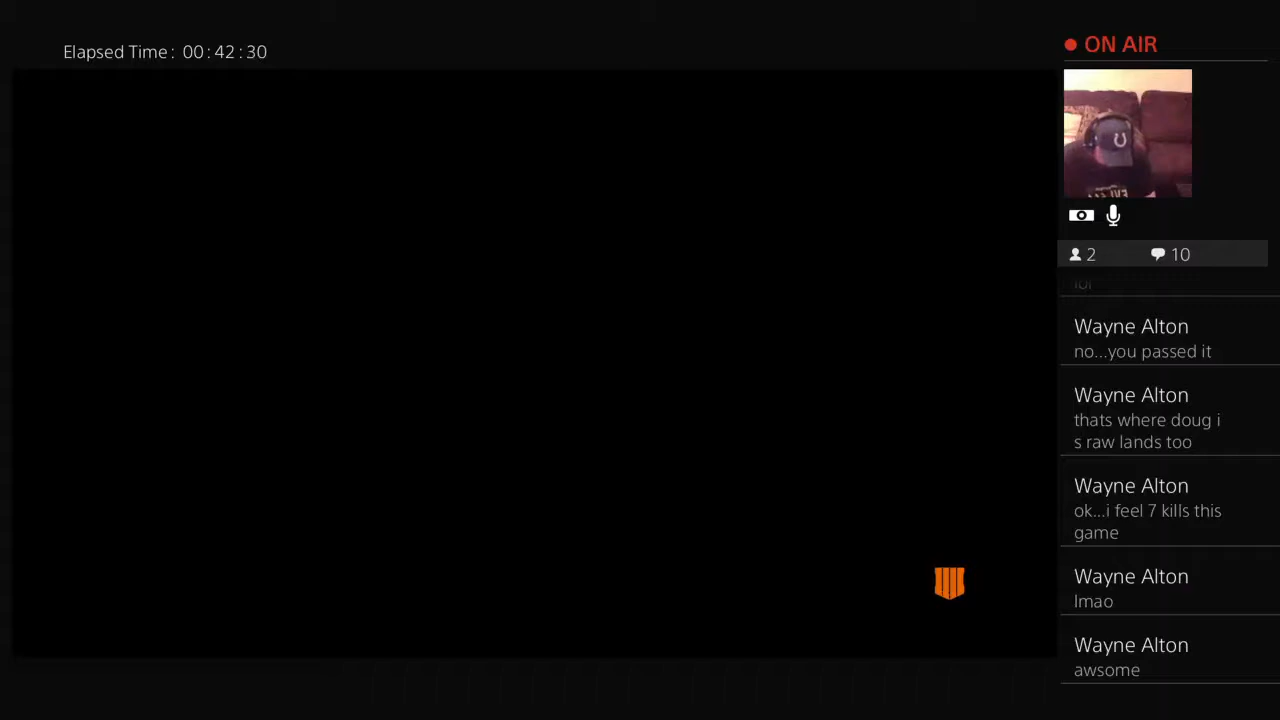 Elapsed Time: 00:42:30
ON AIR
2 10
lol
Wayne Alton
no...you passed it
Wayne Alton
thats where doug i
s raw lands too
Wayne Alton
ok...i feel 7 kills this
game
Wayne Alton
lmao
Wayne Alton
awsome